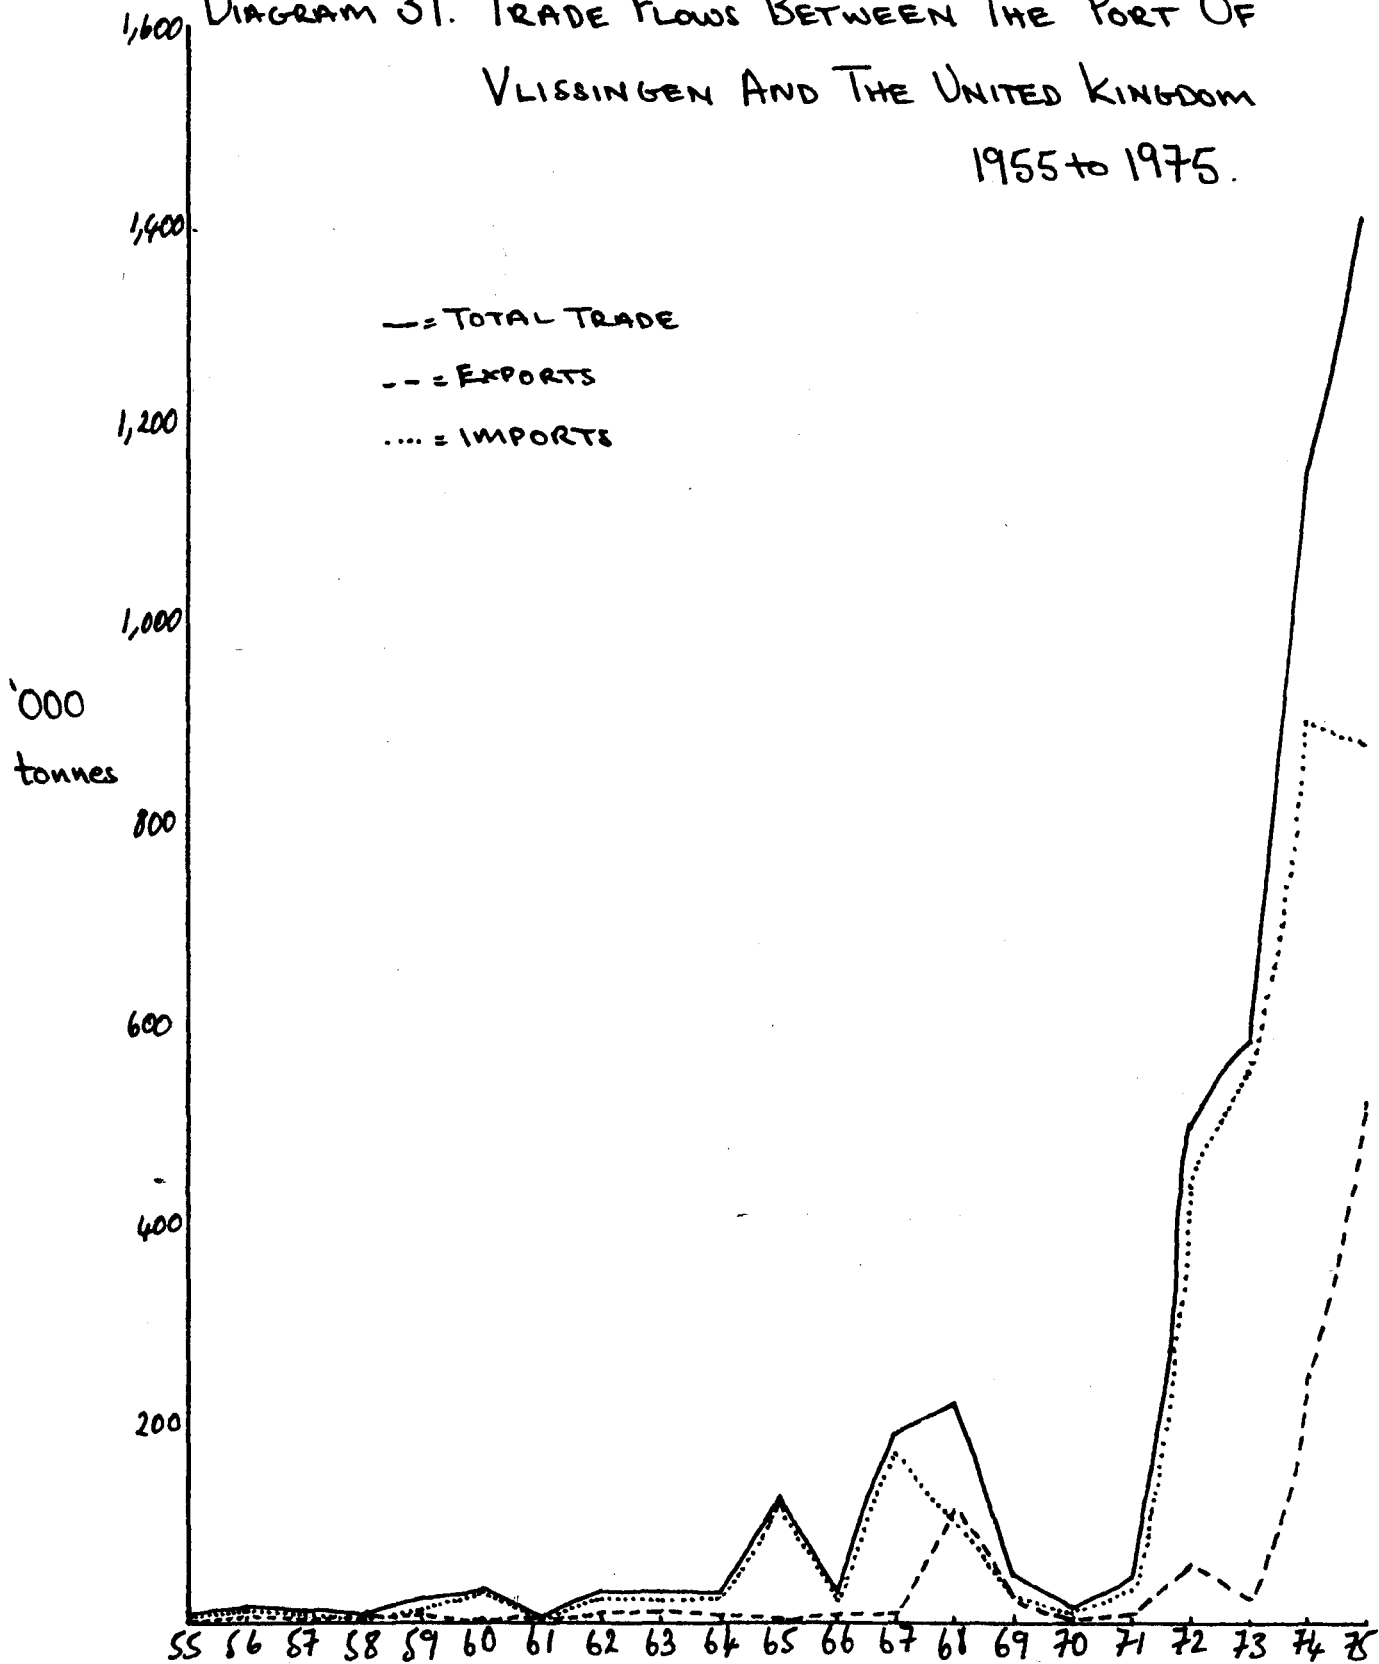 DIAGRAM 31. TRADE FLOWS BETWEEN THE PORT OF
VLISSINGEN AND THE UNITED KINGDOM
1955 to 1975.
1,600
1,400
1,200
1,000
800
600
400
200
'000
tonnes
— = TOTAL TRADE
-- = EXPORTS
.... = IMPORTS
55 56 57 58 59 60 61 62 63 64 65 66 67 68 69 70 71 72 73 74 75